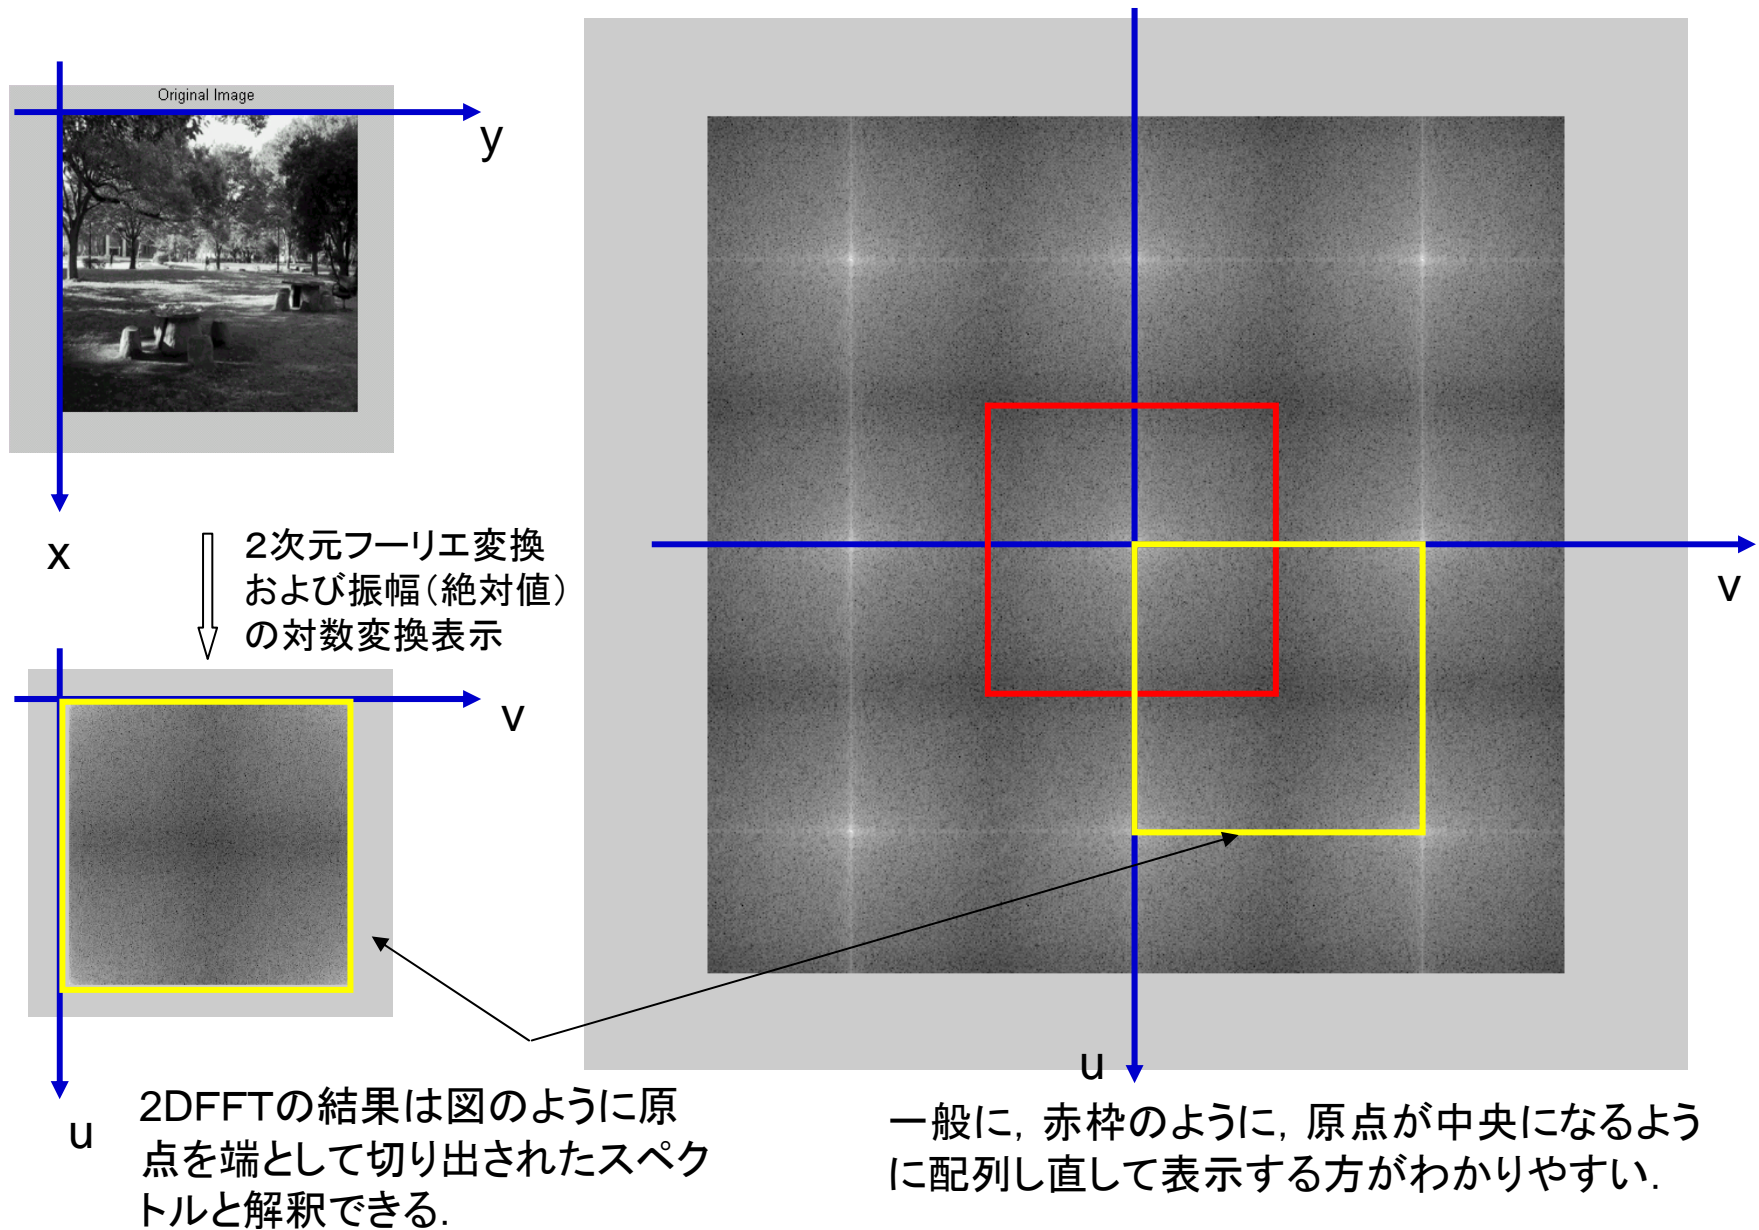 Original Image
y
x
２次元フーリエ変換
および振幅（絶対値）
の対数変換表示
v
u
2DFFTの結果は図のように原
点を端として切り出されたスペク
トルと解釈できる.
v
u
一般に, 赤枠のように, 原点が中央になるよう
に配列し直して表示する方がわかりやすい.